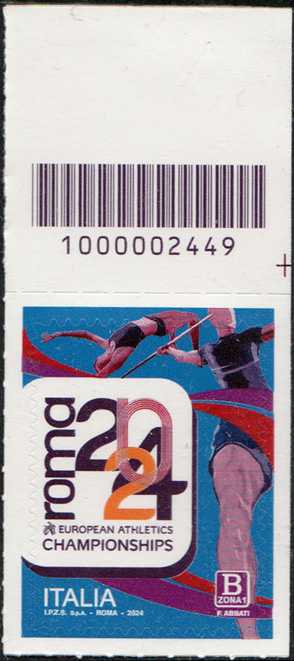 1000002449
roma 2024
EUROPEAN ATHLETICS
CHAMPIONSHIPS
ITALIA
I.P.Z.S. S.p.A. - ROMA - 2024
B
ZONA1
F. ABBATI